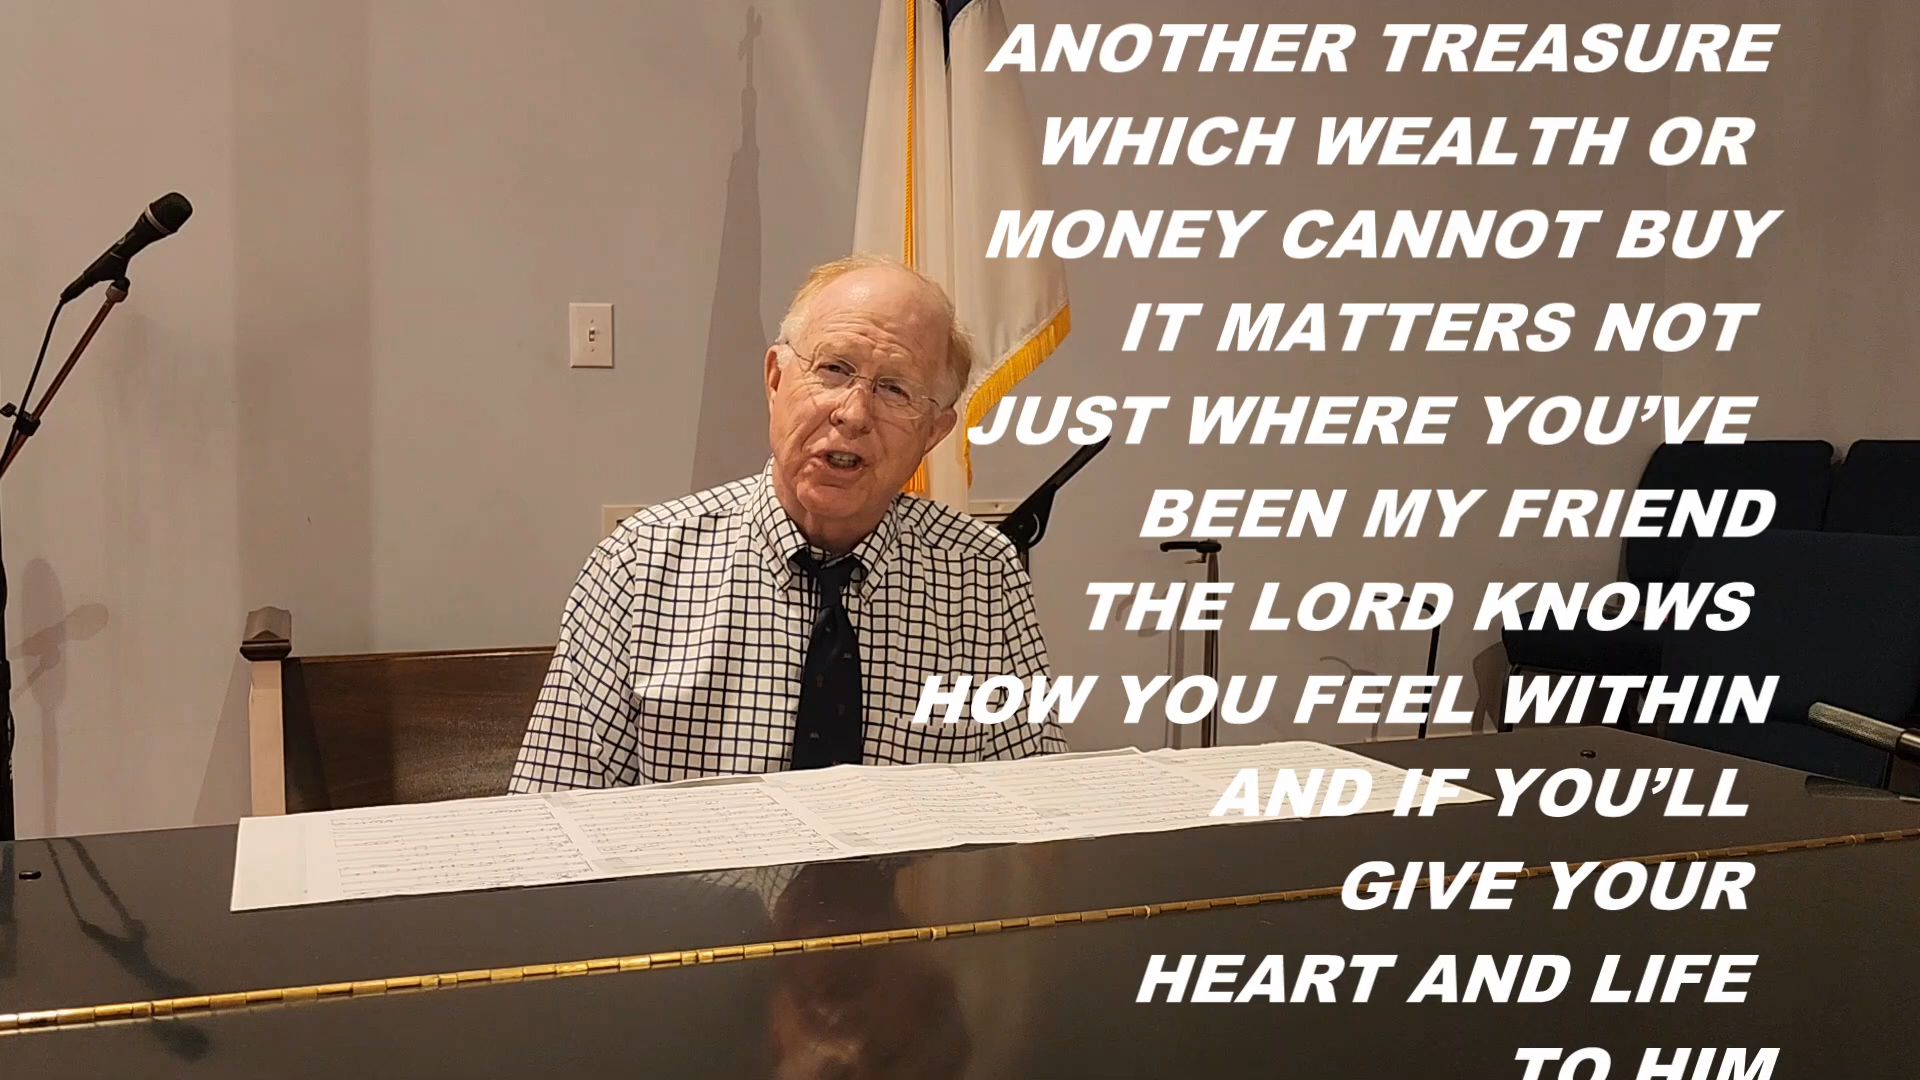 ANOTHER TREASURE
WHICH WEALTH OR
MONEY CANNOT BUY
IT MATTERS NOT
JUST WHERE YOU'VE
BEEN MY FRIEND
THE LORD KNOWS
HOW YOU FEEL WITHIN
AND IF YOU'LL
GIVE YOUR
HEART AND LIFE
TO HIM